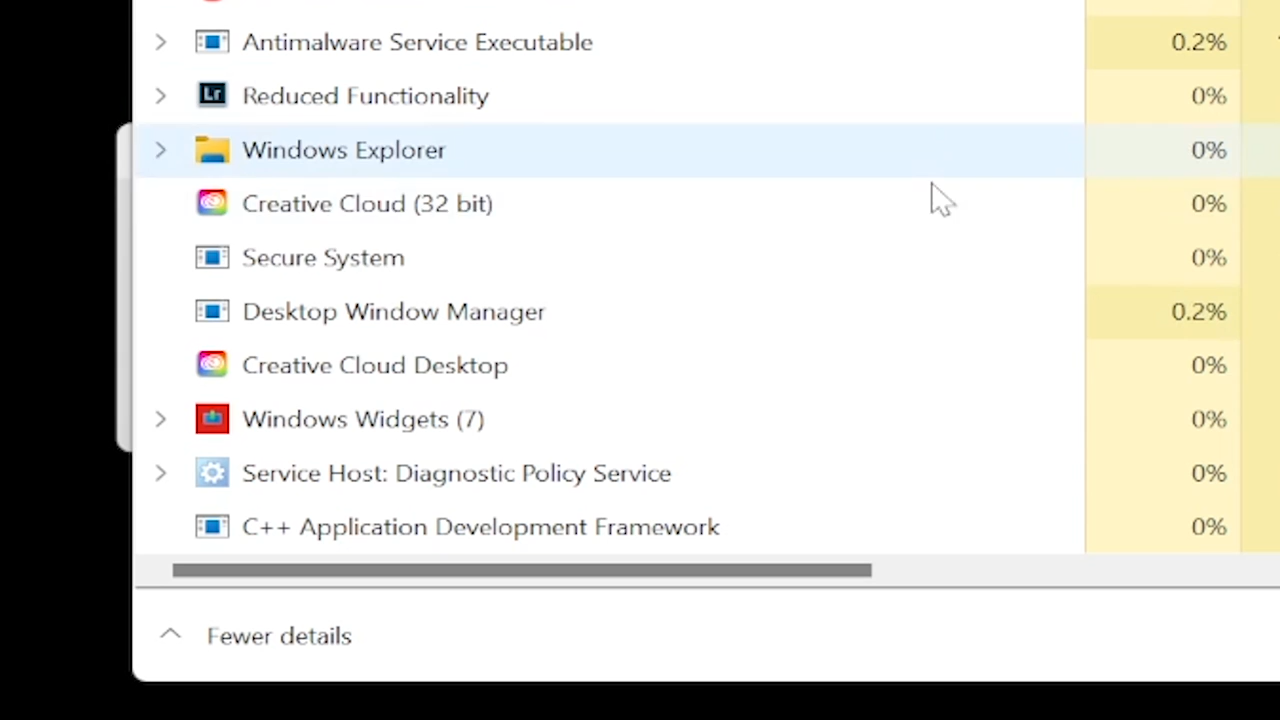 Antimalware Service Executable 0.2%
Lr Reduced Functionality 0%
Windows Explorer 0%
Creative Cloud (32 bit) 0%
Secure System 0%
Desktop Window Manager 0.2%
Creative Cloud Desktop 0%
Windows Widgets (7) 0%
Service Host: Diagnostic Policy Service 0%
C++ Application Development Framework 0%
Fewer details